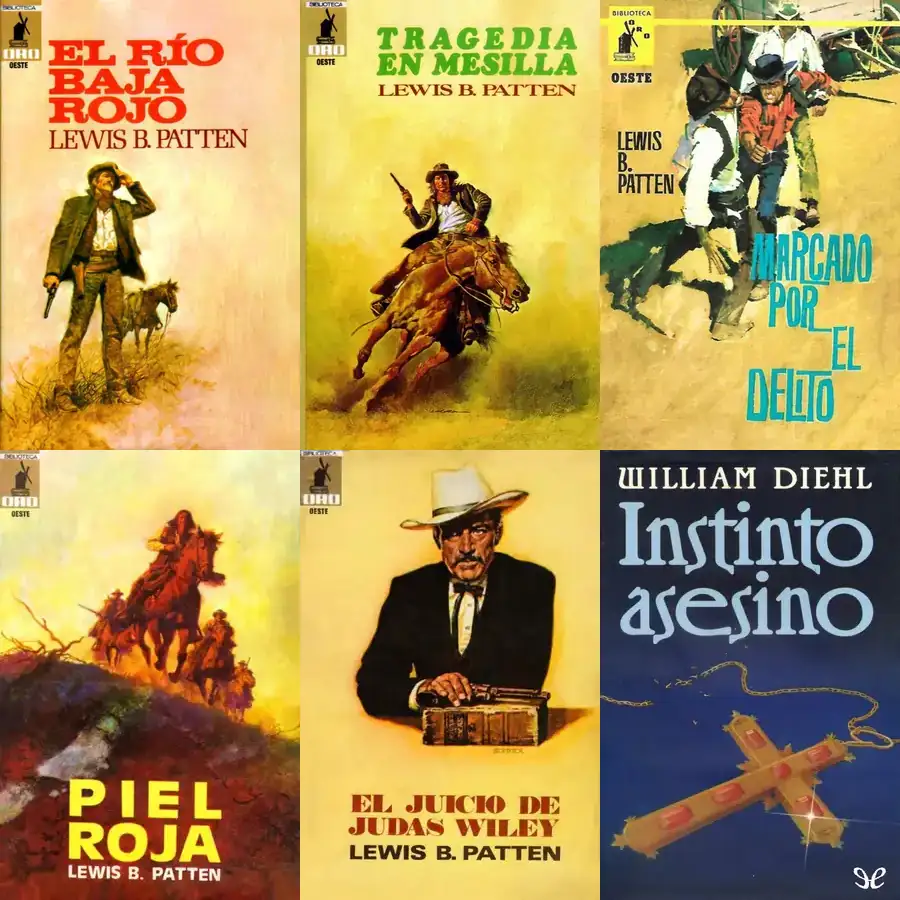 BIBLIOTECA
ORO
OESTE
EL RÍO
BAJA
ROJO
LEWIS B. PATTEN
BIBLIOTECA
ORO
OESTE
TRAGEDIA
EN MESILLA
LEWIS B. PATTEN
BIBLIOTECA
ORO
OESTE
LEWIS
B.
PATTEN
MARCADO
POR
EL
DELITO
BIBLIOTECA
ORO
OESTE
PIEL
ROJA
LEWIS B. PATTEN
BIBLIOTECA
ORO
OESTE
EL JUICIO DE
JUDAS WILEY
LEWIS B. PATTEN
WILLIAM DIEHL
Instinto
asesino